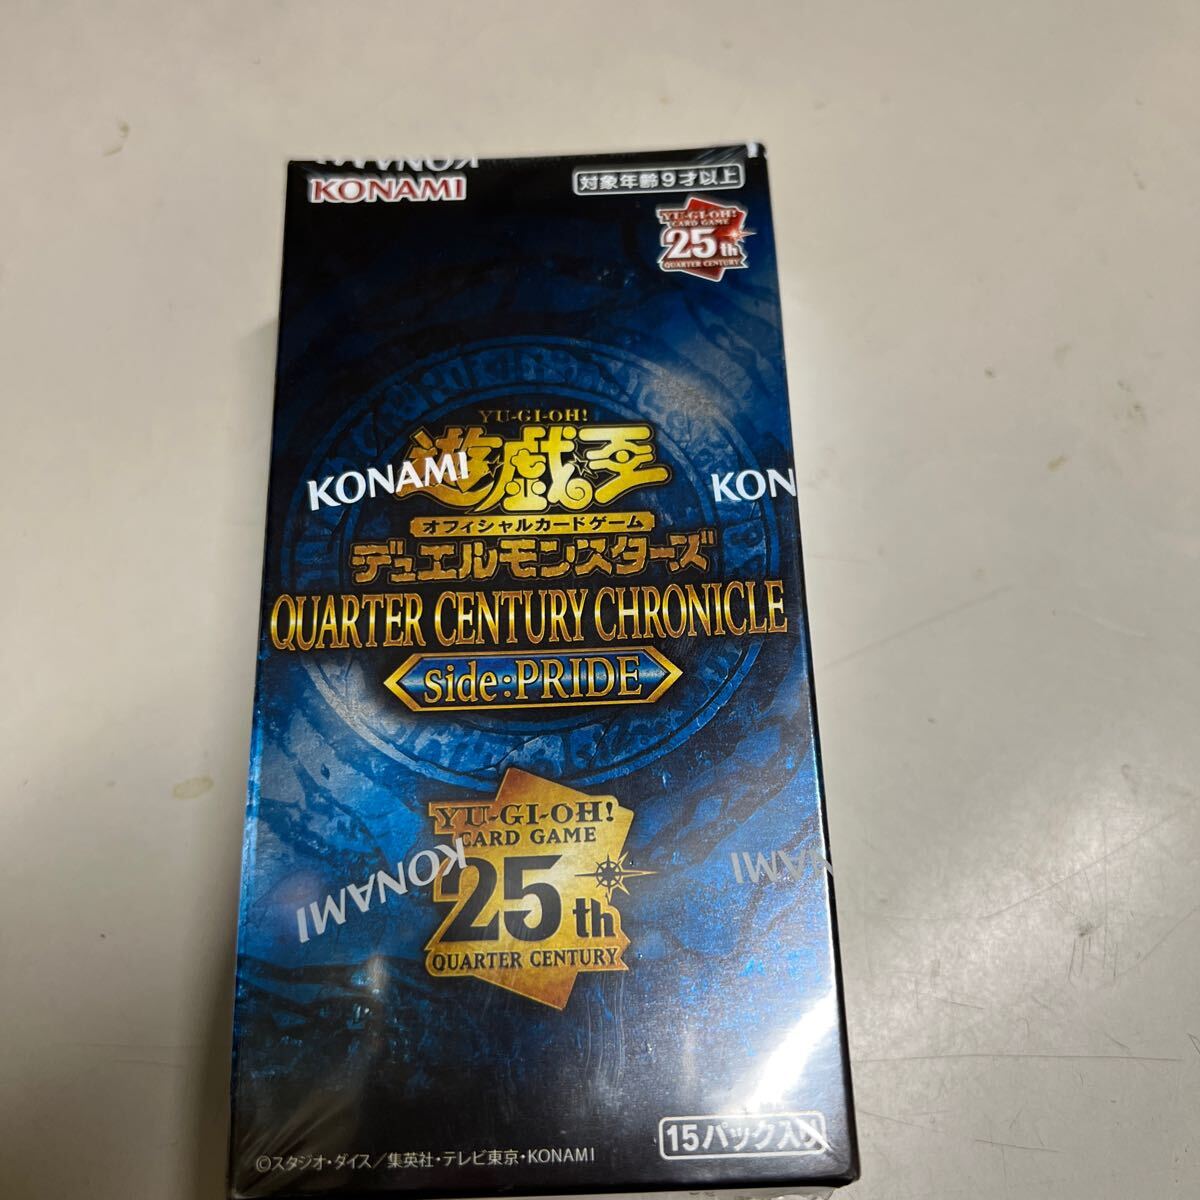 KONAMI
KONAMI
対象年齢9才以上
YU-GI-OH!
CARD GAME
25th
QUARTER CENTURY
YU-GI-OH!
遊戯王
KONAMI
KON
オフィシャルカードゲーム
デュエルモンスターズ
QUARTER CENTURY CHRONICLE
side:PRIDE
YU-GI-OH!
CARD GAME
25th
QUARTER CENTURY
KONAMI
NAMI
15パック入り
©スタジオ・ダイス/集英社・テレビ東京・KONAMI